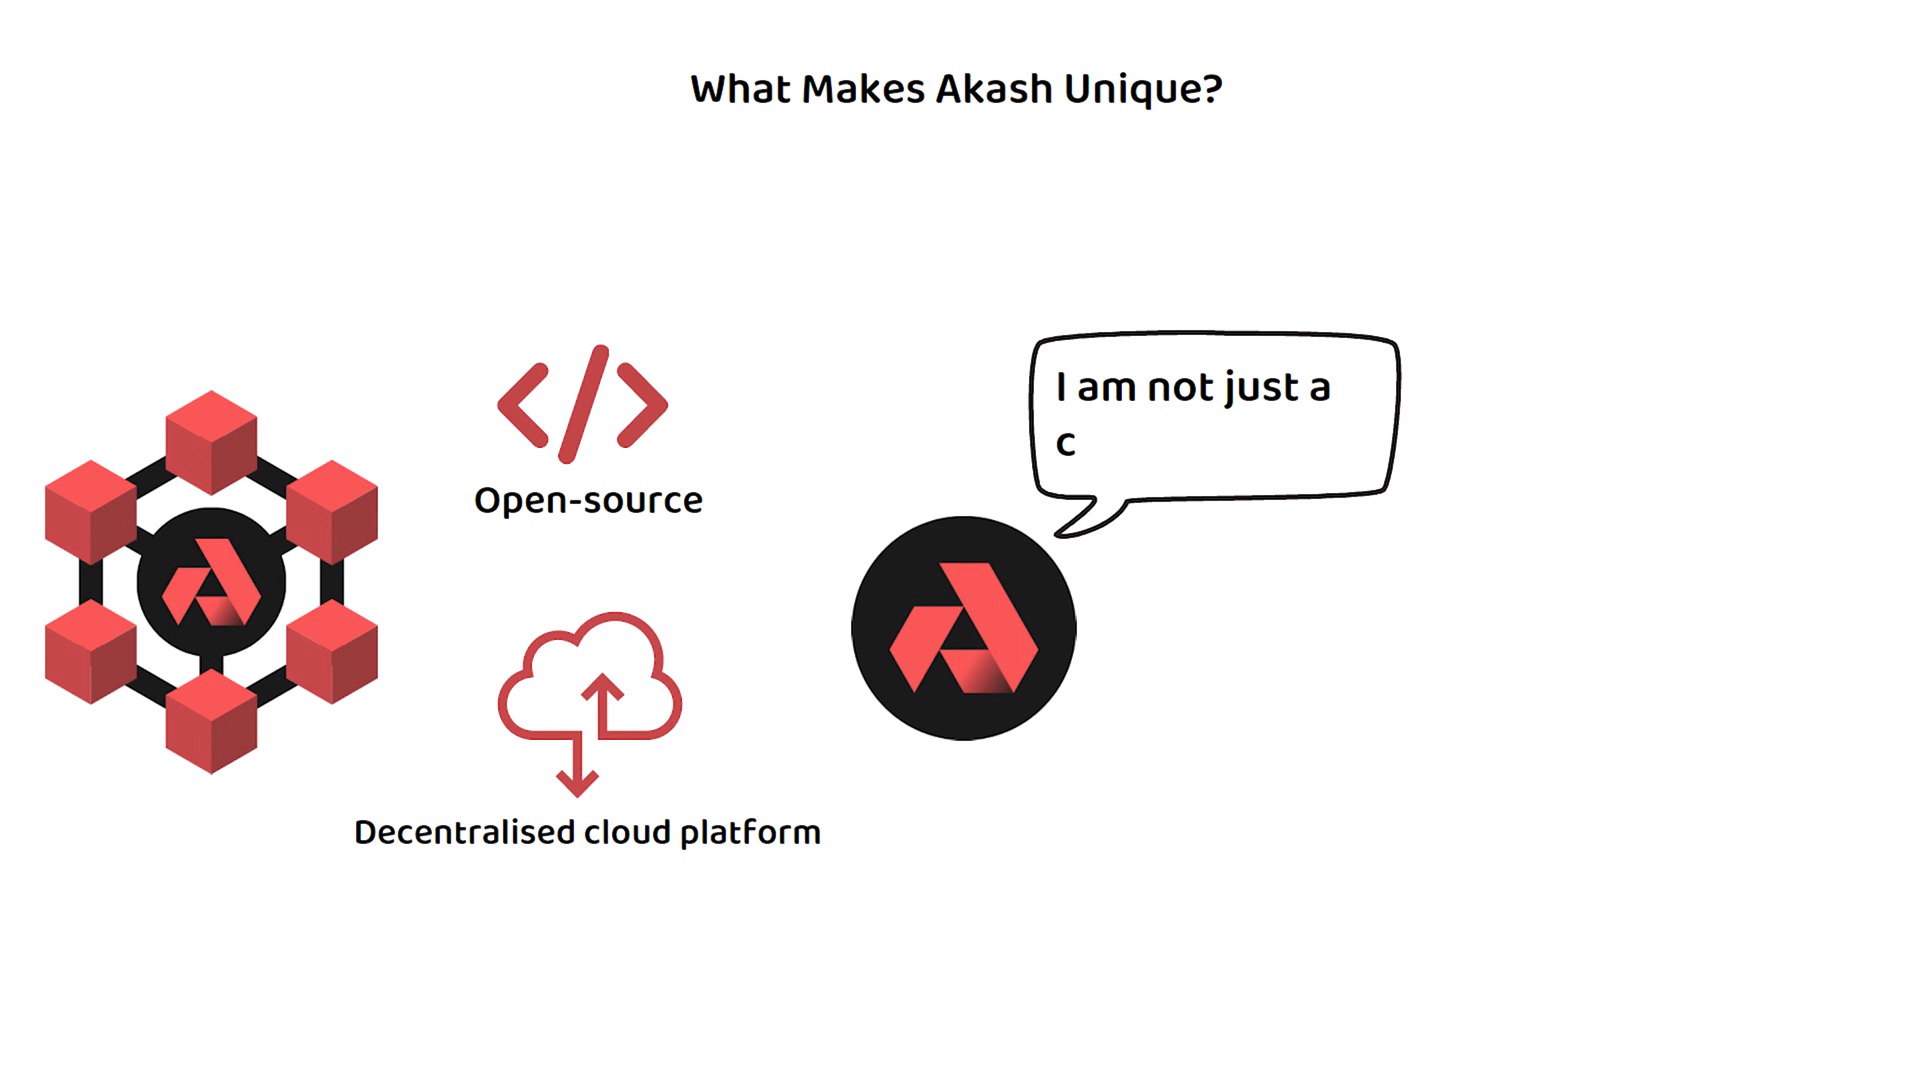 What Makes Akash Unique?
I am not just a
c
Open-source
Decentralised cloud platform